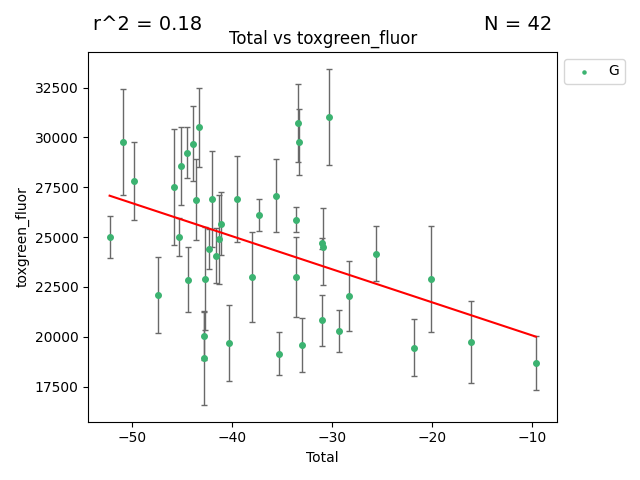 r^2 = 0.18
N = 42
Total vs toxgreen_fluor
G
toxgreen_fluor
32500
30000
27500
25000
22500
20000
17500
−50
−40
−30
−20
−10
Total